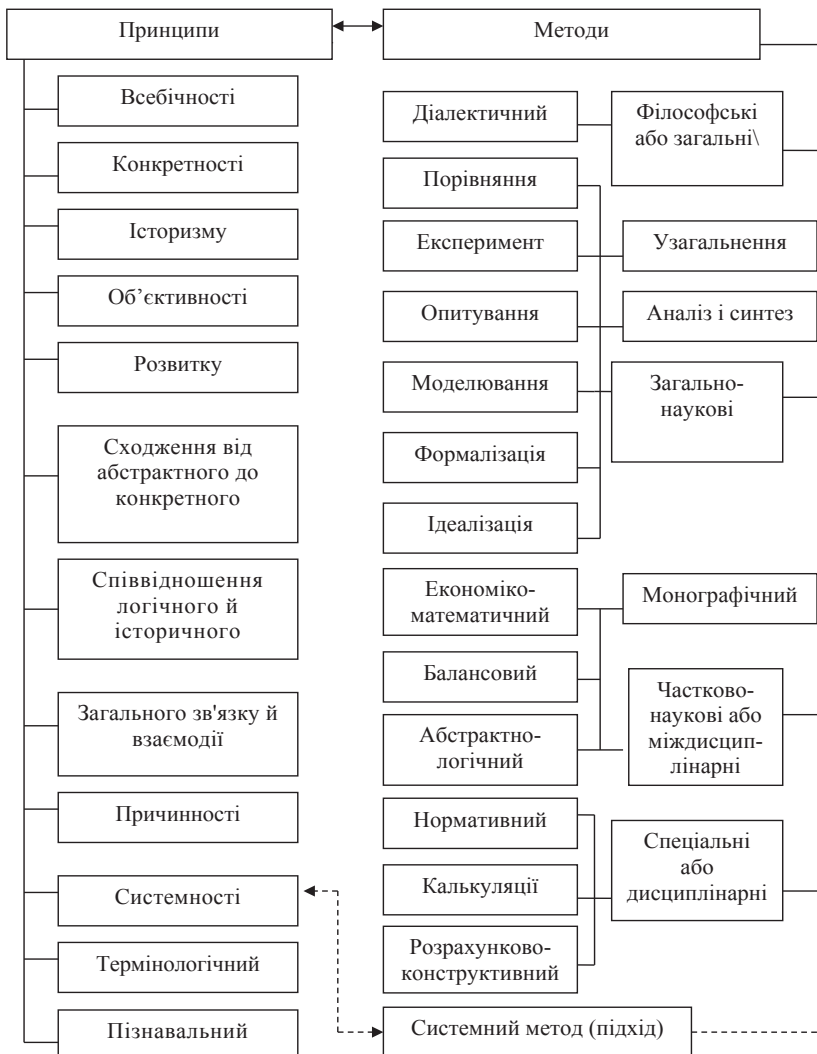 Принципи
Всебічності
Конкретності
Історизму
Об’єктивності
Розвитку
Сходження від
абстрактного до
конкретного
Співвідношення
логічного й
історичного
Загального зв'язку й
взаємодії
Причинності
Системності
Термінологічний
Пізнавальний
Методи
Діалектичний
Філософські
або загальні\
Порівняння
Експеримент
Узагальнення
Опитування
Аналіз і синтез
Моделювання
Загально-
наукові
Формалізація
Ідеалізація
Економіко-
математичний
Монографічний
Балансовий
Частково-
наукові або
міждисцип-
лінарні
Абстрактно-
логічний
Нормативний
Спеціальні
або
дисциплінарні
Калькуляції
Розрахунково-
конструктивний
Системний метод (підхід)